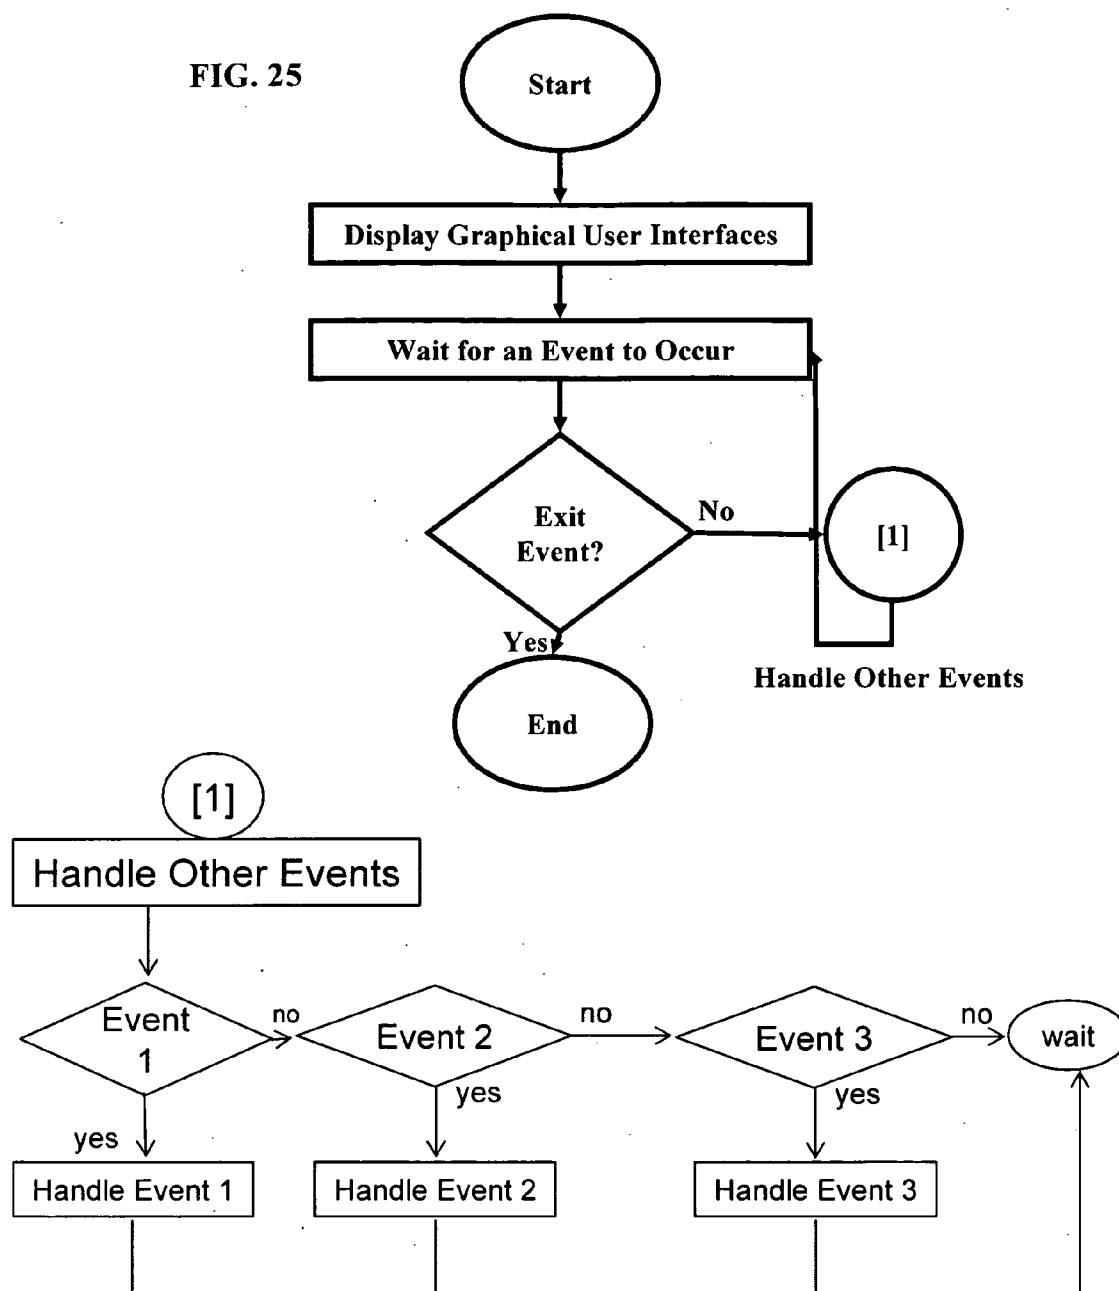 FIG. 25
Start
Display Graphical User Interfaces
Wait for an Event to Occur
Exit
Event?
No
[1]
Yes
Handle Other Events
End
[1]
Handle Other Events
Event
1
no
Event 2
no
Event 3
no
wait
yes
yes
yes
Handle Event 1
Handle Event 2
Handle Event 3